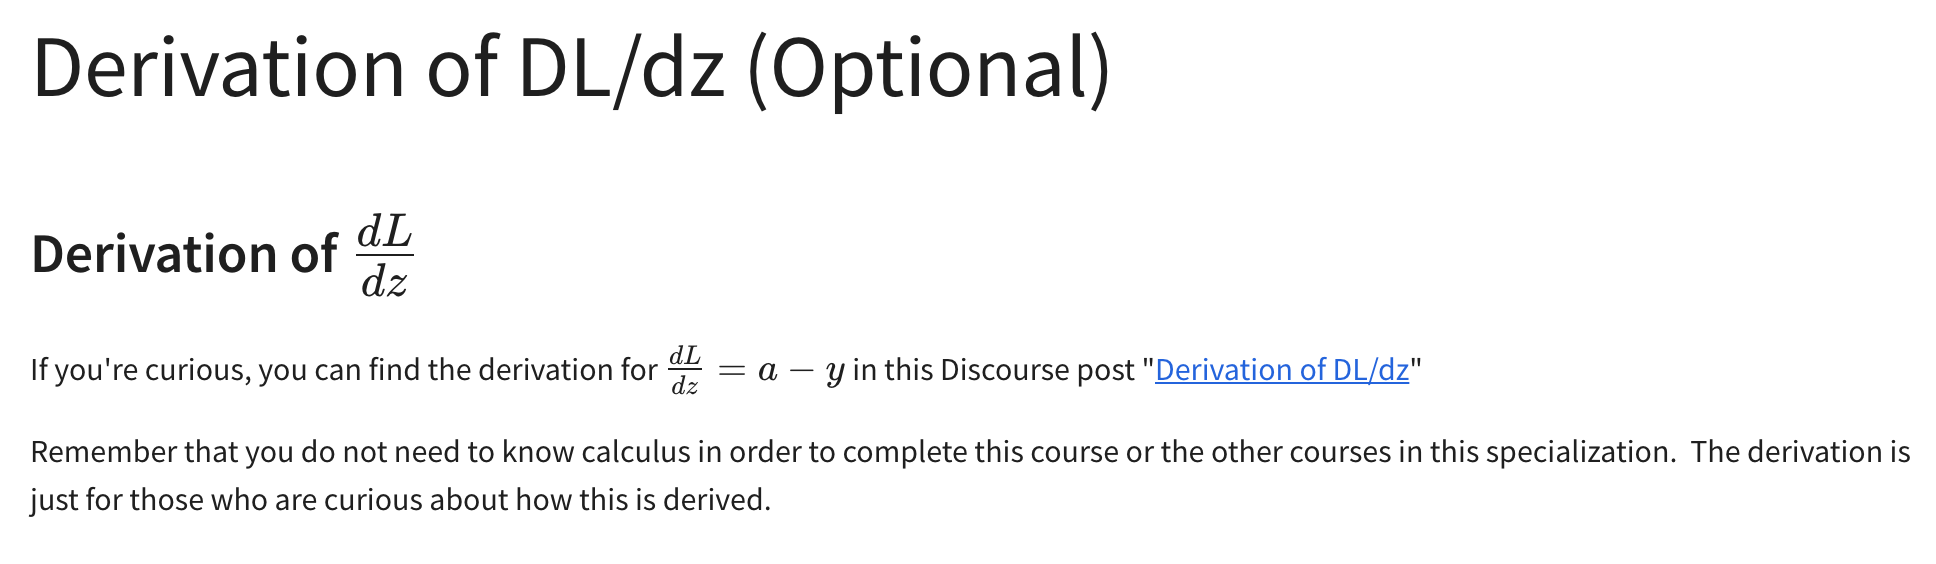 Derivation of DL/dz (Optional)
Derivation of dL/dz
If you're curious, you can find the derivation for dL/dz = a − y in this Discourse post "Derivation of DL/dz"
Remember that you do not need to know calculus in order to complete this course or the other courses in this specialization.  The derivation is
just for those who are curious about how this is derived.